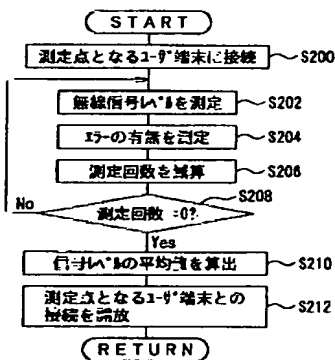 START
測定点となるユーザ端末に接続
S200
無線信号レベルを測定
S202
エラーの有無を測定
S204
測定回数を減算
S206
測定回数 =0?
S208
No
Yes
信号レベルの平均値を算出
S210
測定点となるユーザ端末との
接続を開放
S212
RETURN